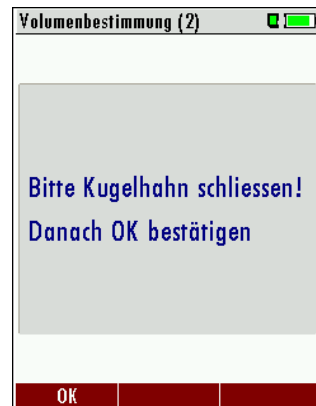 Volumenbestimmung (2)
Bitte Kugelhahn schliessen!
Danach OK bestätigen
OK